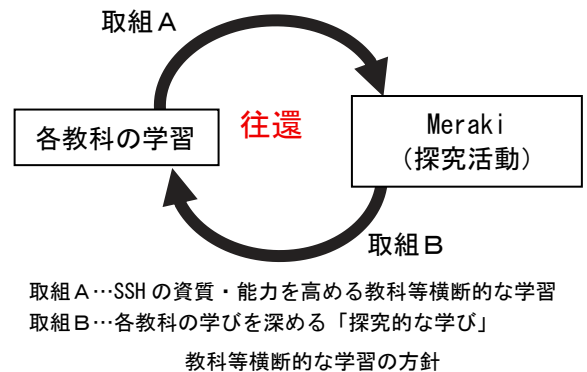 取組A
各教科の学習
往還
Meraki
（探究活動）
取組B
取組A…SSHの資質・能力を高める教科等横断的な学習
取組B…各教科の学びを深める「探究的な学び」
教科等横断的な学習の方針